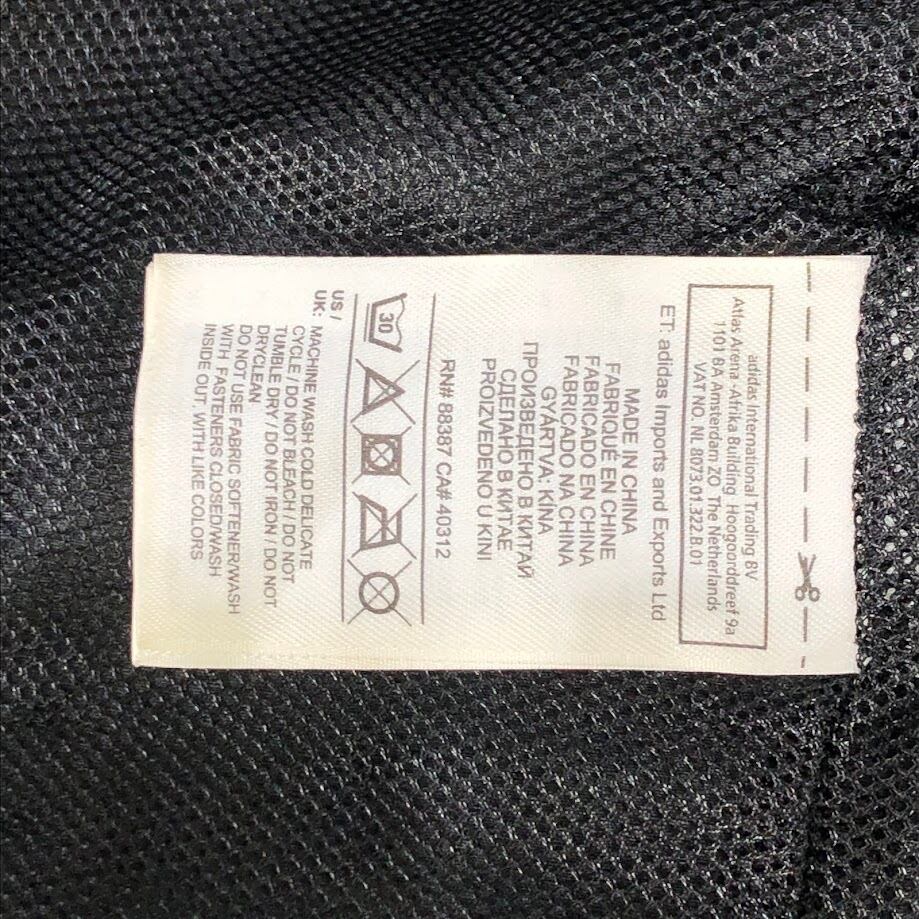 adidas International Trading BV
Atlas Arena -Afrika Building Hoogoorddreef 9a
1101 BA Amsterdam ZO The Netherlands
VAT NO. NL 8073.01.322.B.01
ET: adidas Imports and Exports Ltd
MADE IN CHINA
FABRIQUÉ EN CHINE
FABRICADO EN CHINA
FABRICADO NA CHINA
GYÁRTVA: KÍNA
ПРОИЗВЕДЕНО В КИТАЙ
СДЕЛАНО В КИТАЕ
PROIZVEDENO U KINI
RN# 88387 CA# 40312
30
US /
UK: MACHINE WASH COLD DELICATE
CYCLE / DO NOT BLEACH / DO NOT
TUMBLE DRY / DO NOT IRON / DO NOT
DRYCLEAN
DO NOT USE FABRIC SOFTENER/WASH
WITH FASTENERS CLOSED/WASH
INSIDE OUT, WITH LIKE COLORS